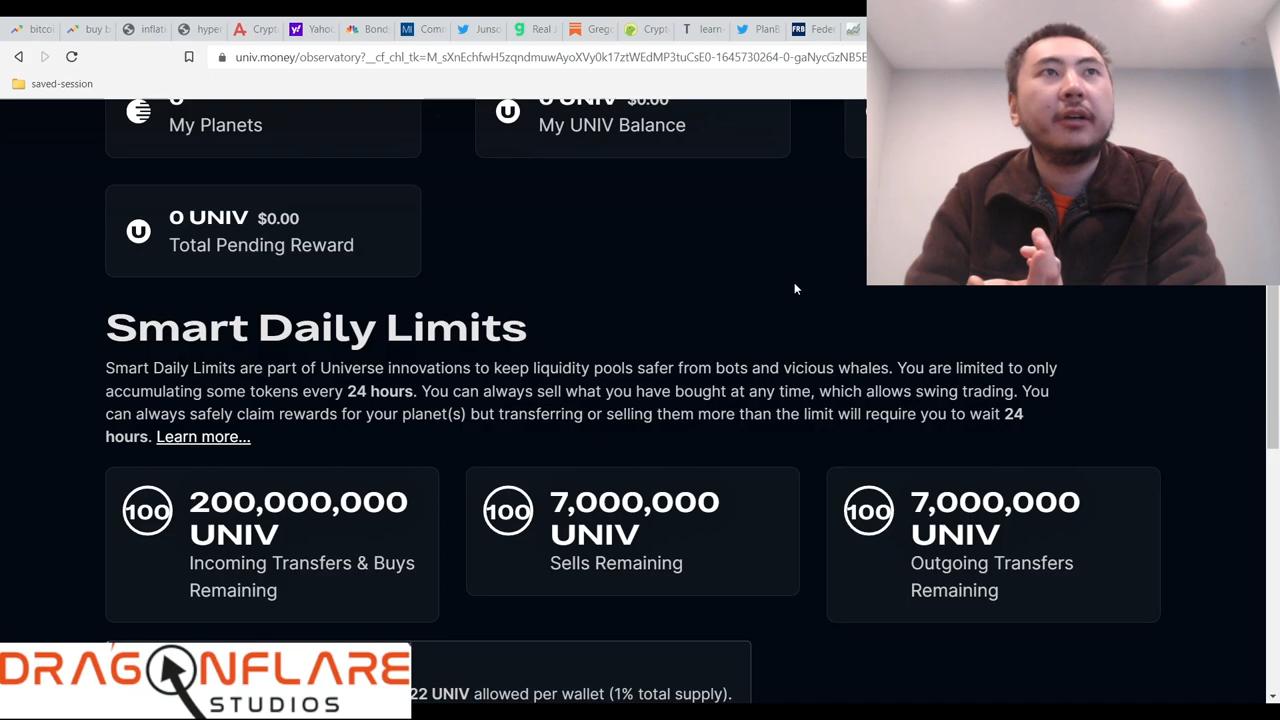 bitcoi
buy b
inflati
hyper
Crypt
Yahoo
Bond
Com
Junso
Real J
Grego
Crypt
learn-
PlanB
Feder
univ.money/observatory?__cf_chl_tk=M_sXnEchfwH5zqndmuwAyoXVy0k17ztWEdMP3tuCsE0-1645730264-0-gaNycGzNB5E
saved-session
My Planets
0 UNIV $0.00
My UNIV Balance
0 UNIV $0.00
Total Pending Reward
Smart Daily Limits
Smart Daily Limits are part of Universe innovations to keep liquidity pools safer from bots and vicious whales. You are limited to only
accumulating some tokens every 24 hours. You can always sell what you have bought at any time, which allows swing trading. You
can always safely claim rewards for your planet(s) but transferring or selling them more than the limit will require you to wait 24
hours. Learn more...
100
200,000,000
UNIV
Incoming Transfers & Buys
Remaining
100
7,000,000
UNIV
Sells Remaining
100
7,000,000
UNIV
Outgoing Transfers
Remaining
22 UNIV allowed per wallet (1% total supply).
DRAGONFLARE
STUDIOS